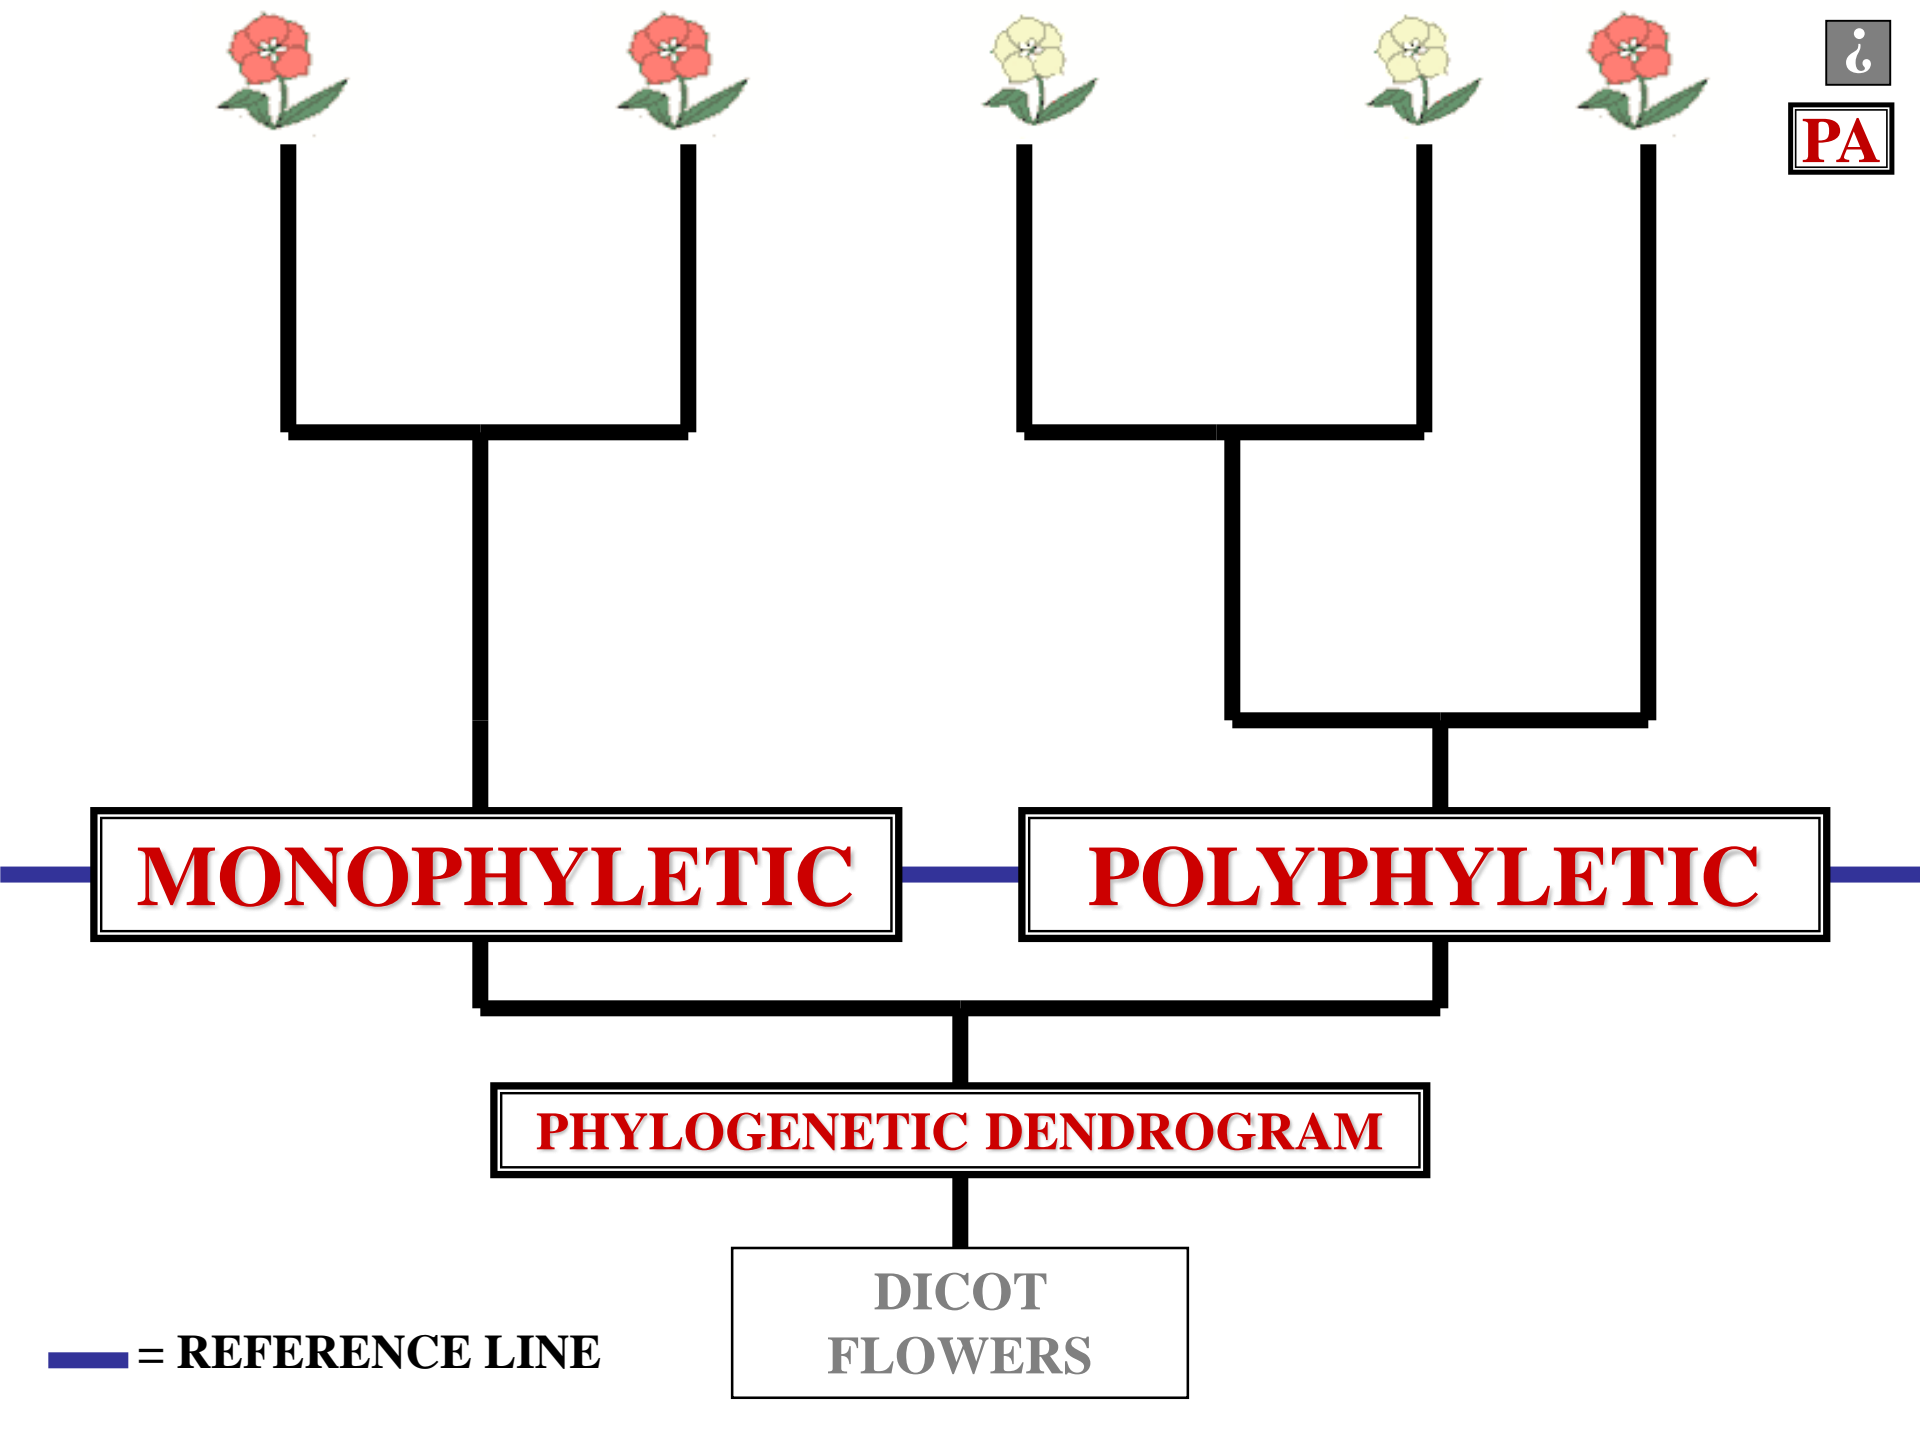 ¿
PA
MONOPHYLETIC
POLYPHYLETIC
PHYLOGENETIC DENDROGRAM
DICOT
FLOWERS
= REFERENCE LINE